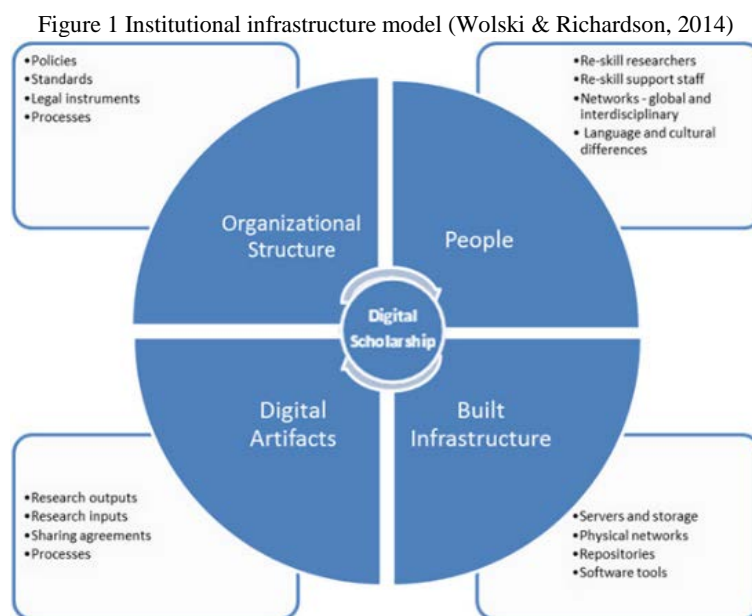 Figure 1 Institutional infrastructure model (Wolski & Richardson, 2014)
•Policies
•Standards
•Legal instruments
•Processes
•Re-skill researchers
•Re-skill support staff
•Networks - global and
interdisciplinary
• Language and cultural
differences
Organizational
Structure
People
Digital
Scholarship
Digital
Artifacts
Built
Infrastructure
•Research outputs
•Research inputs
•Sharing agreements
•Processes
•Servers and storage
•Physical networks
•Repositories
•Software tools